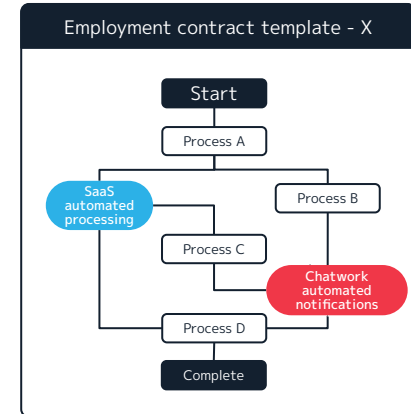 Employment contract template - X
Start
Process A
SaaS
automated
processing
Process B
Process C
Chatwork
automated
notifications
Process D
Complete